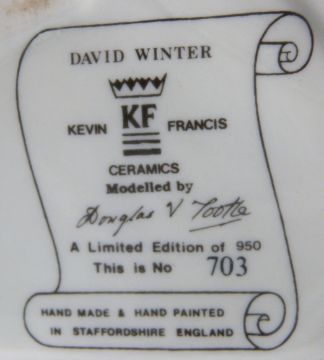 DAVID WINTER
KF
KEVIN FRANCIS
CERAMICS
Modelled by
Douglas V Tootle
A Limited Edition of 950
This is No 703
HAND MADE & HAND PAINTED
IN STAFFORDSHIRE ENGLAND